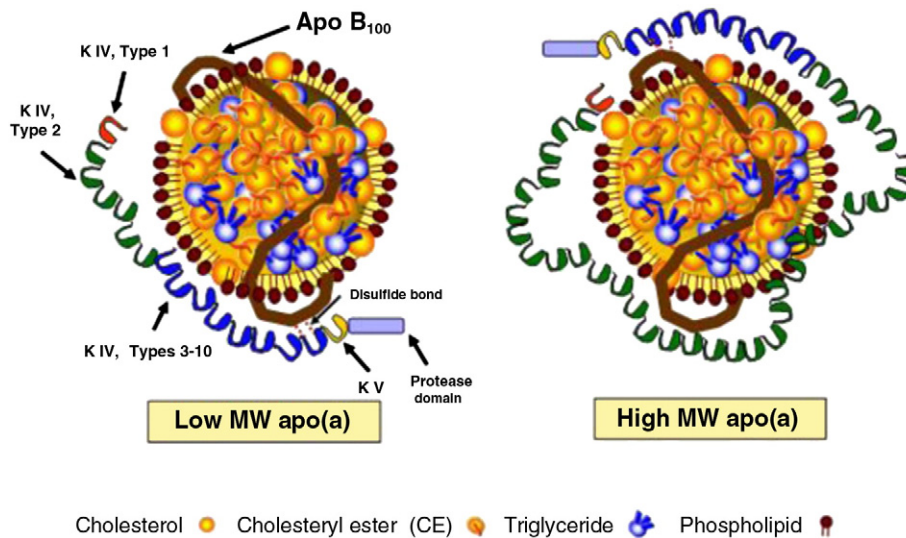 Apo B100
K IV, Type 1
K IV,
Type 2
Disulfide bond
K IV, Types 3-10
K V
Protease
domain
Low MW apo(a)
High MW apo(a)
Cholesterol Cholesteryl ester (CE) Triglyceride Phospholipid